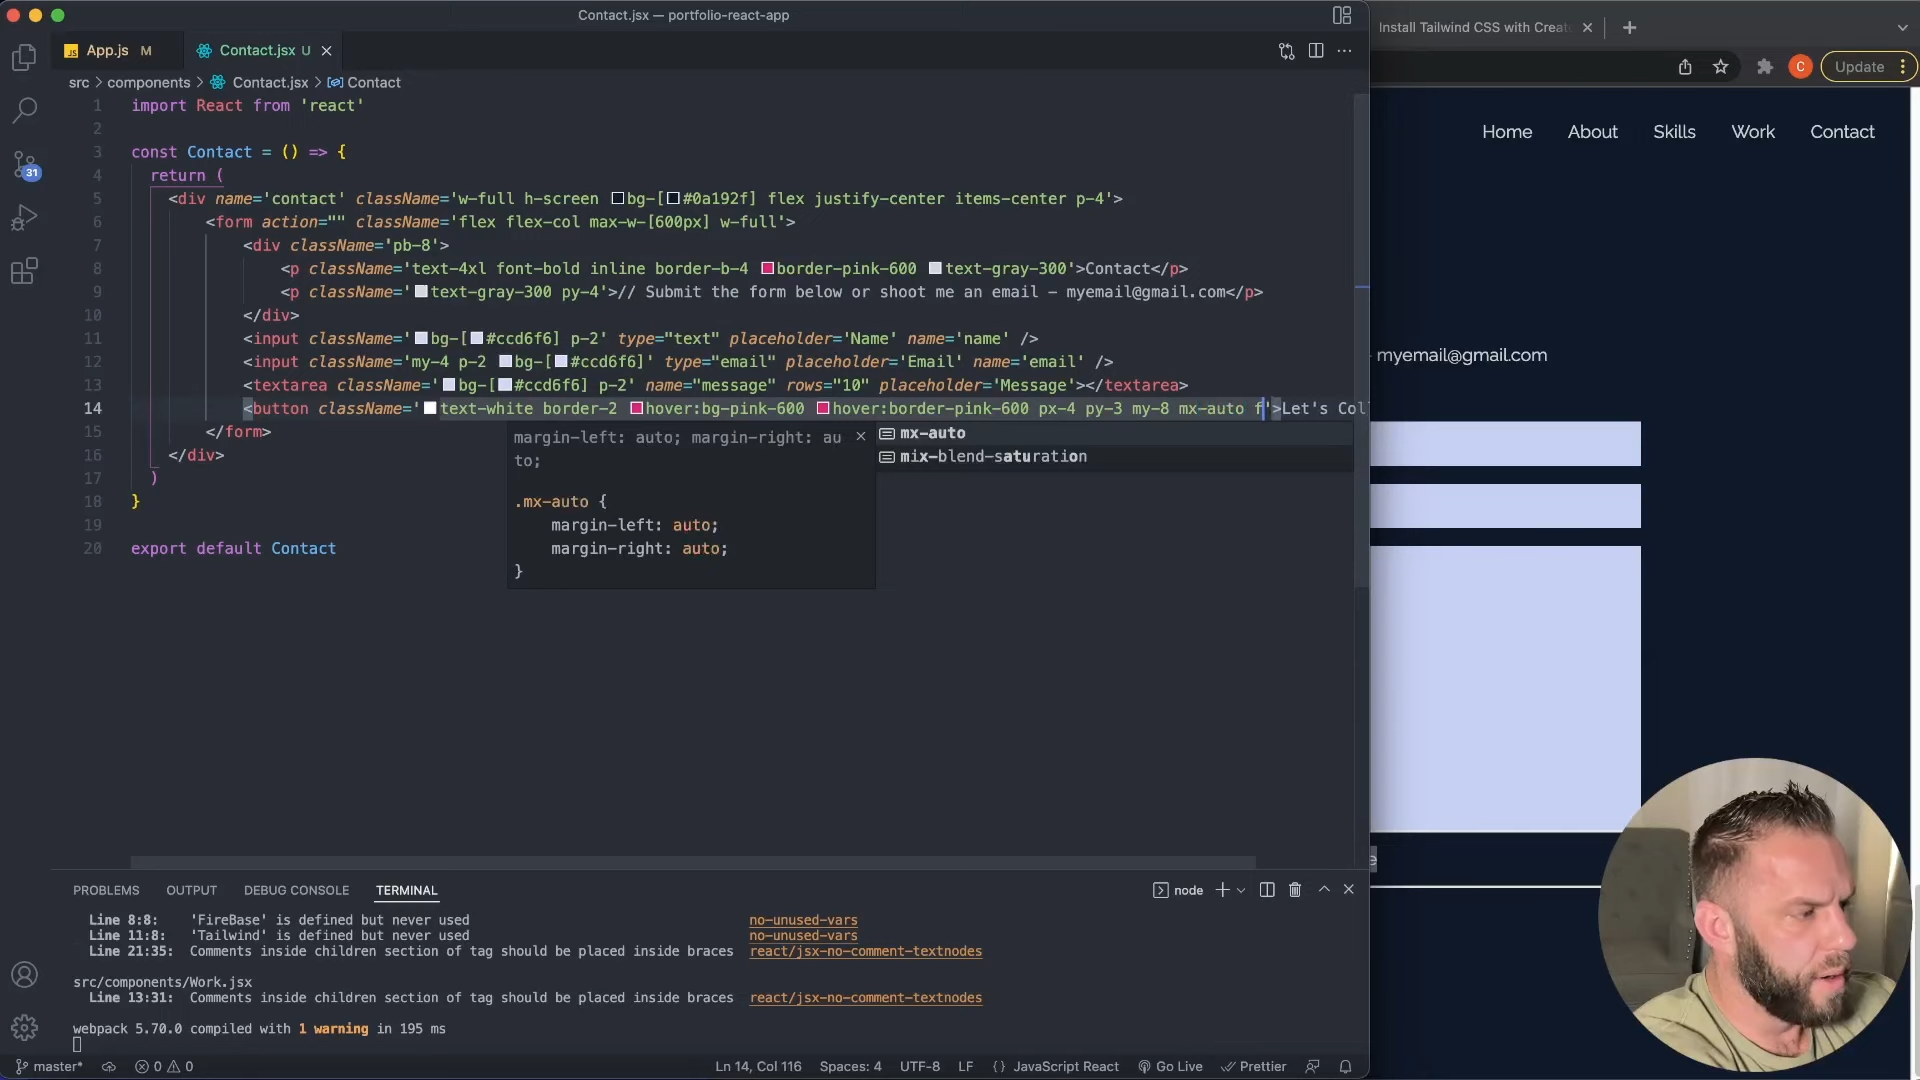 Contact.jsx — portfolio-react-app
App.js M
Contact.jsx U
src > components > Contact.jsx > Contact
1 import React from 'react'
2
3 const Contact = () => {
4 return (
5 <div name='contact' className='w-full h-screen bg-[#0a192f] flex justify-center items-center p-4'>
6 <form action="" className='flex flex-col max-w-[600px] w-full'>
7 <div className='pb-8'>
8 <p className='text-4xl font-bold inline border-b-4 border-pink-600 text-gray-300'>Contact</p>
9 <p className='text-gray-300 py-4'>// Submit the form below or shoot me an email - myemail@gmail.com</p>
10 </div>
11 <input className='bg-[#ccd6f6] p-2' type="text" placeholder='Name' name='name' />
12 <input className='my-4 p-2 bg-[#ccd6f6]' type="email" placeholder='Email' name='email' />
13 <textarea className='bg-[#ccd6f6] p-2' name="message" rows="10" placeholder='Message'></textarea>
14 <button className='text-white border-2 hover:bg-pink-600 hover:border-pink-600 px-4 py-3 my-8 mx-auto f'>Let's Col
15 </form>
16 </div>
17 )
18 }
19
20 export default Contact
margin-left: auto; margin-right: au
to;
.mx-auto {
margin-left: auto;
margin-right: auto;
}
mx-auto
mix-blend-saturation
31
PROBLEMS OUTPUT DEBUG CONSOLE TERMINAL
node
Line 8:8: 'FireBase' is defined but never used no-unused-vars
Line 11:8: 'Tailwind' is defined but never used no-unused-vars
Line 21:35: Comments inside children section of tag should be placed inside braces react/jsx-no-comment-textnodes
src/components/Work.jsx
Line 13:31: Comments inside children section of tag should be placed inside braces react/jsx-no-comment-textnodes
webpack 5.70.0 compiled with 1 warning in 195 ms
master* 0 0
Ln 14, Col 116 Spaces: 4 UTF-8 LF {} JavaScript React Go Live Prettier
Install Tailwind CSS with Creat
C
Update
Home About Skills Work Contact
- myemail@gmail.com
e